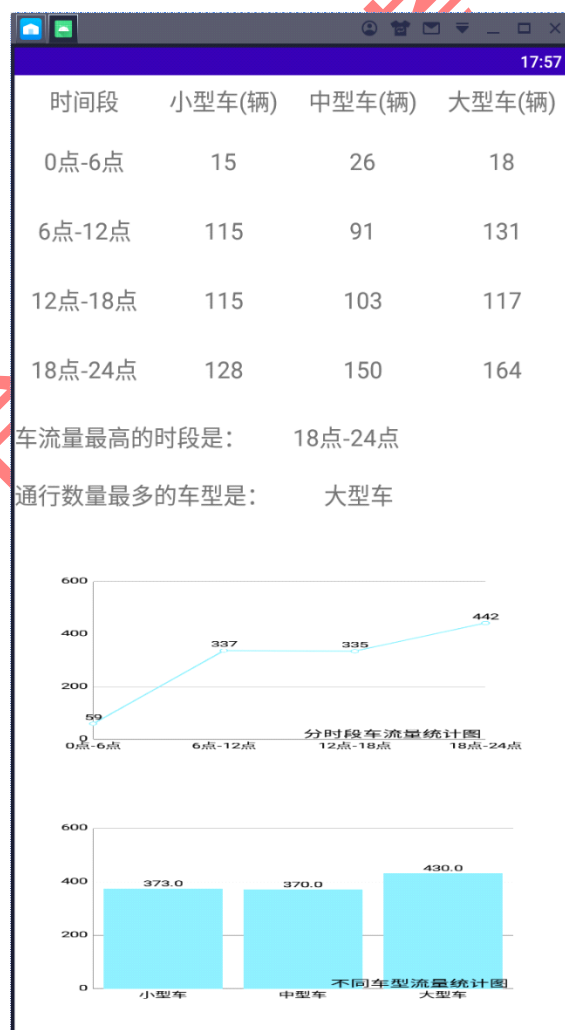 17:57
时间段 小型车(辆) 中型车(辆) 大型车(辆)
0点-6点 15 26 18
6点-12点 115 91 131
12点-18点 115 103 117
18点-24点 128 150 164
车流量最高的时段是： 18点-24点
通行数量最多的车型是： 大型车
600
442
400
337 335
200
59
分时段车流量统计图
0
0点-6点 6点-12点 12点-18点 18点-24点
600
430.0
400
373.0 370.0
200
不同车型流量统计图
0
小型车 中型车 大型车